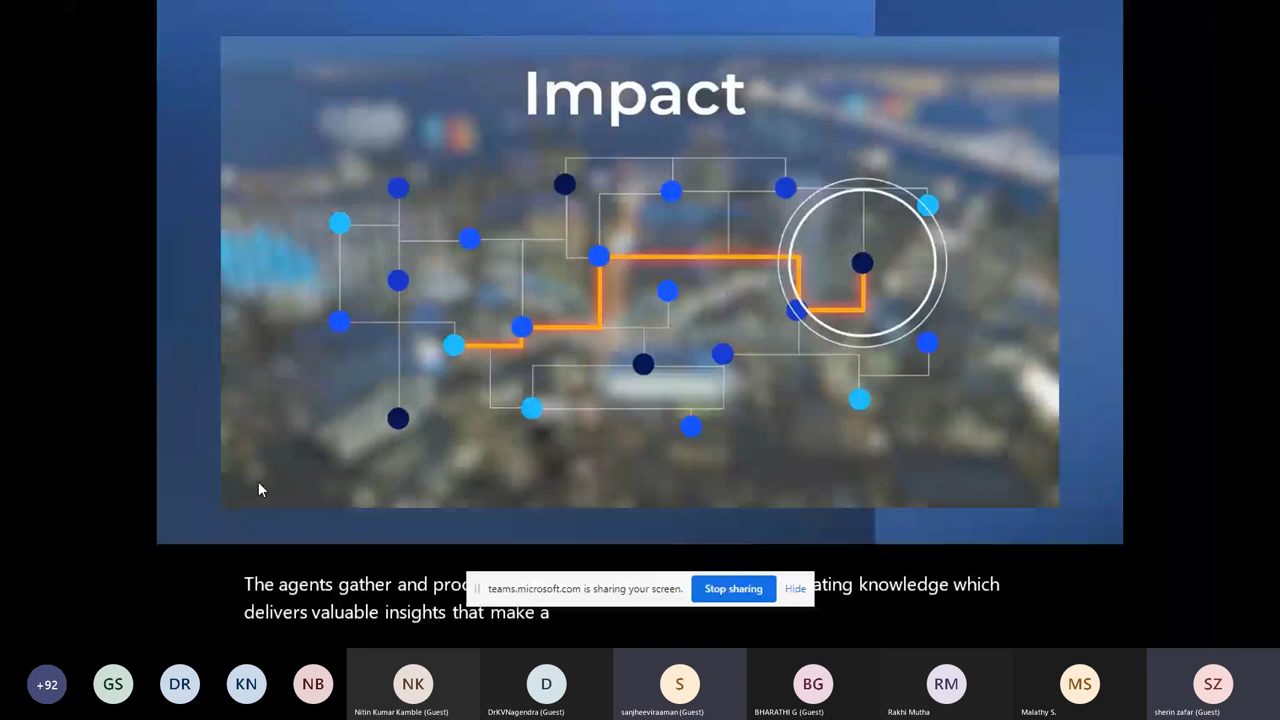 Impact
The agents gather and pro ating knowledge which
teams.microsoft.com is sharing your screen. Stop sharing Hide
delivers valuable insights that make a
+92 GS DR KN NB NK D S BG RM MS SZ
Nitin Kumar Kamble (Guest) DrKVNagendra (Guest) sanjheeviraaman (Guest) BHARATHI G (Guest) Rakhi Mutha Malathy S. sherin zafar (Guest)